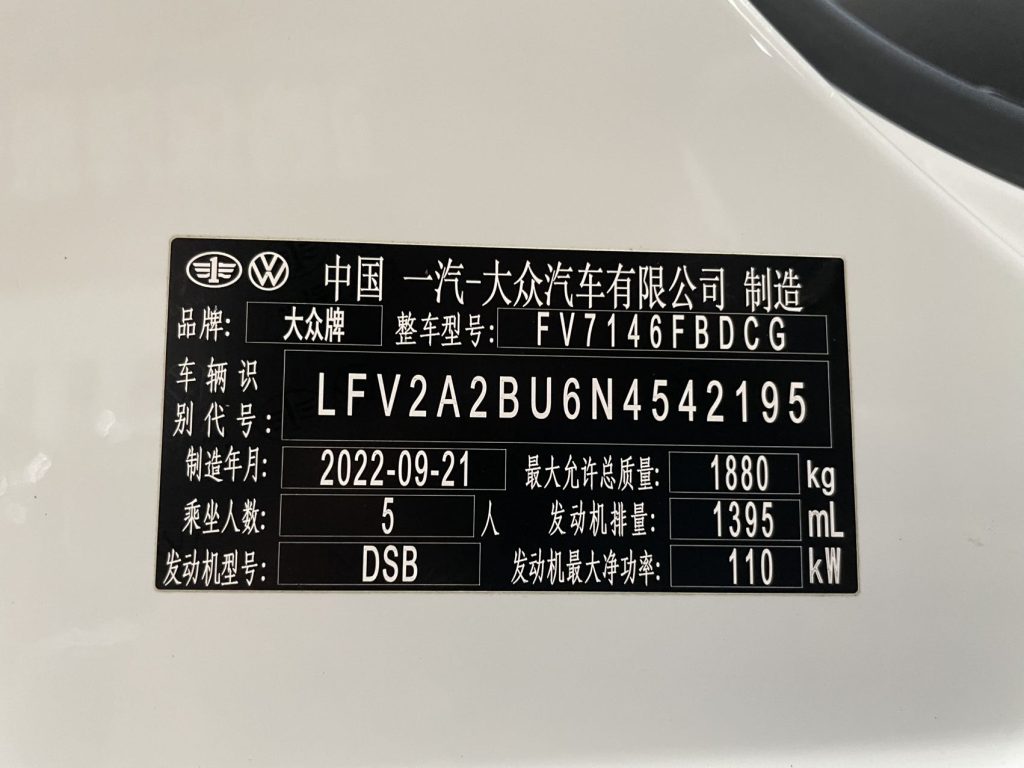 中国 一汽-大众汽车有限公司 制造
品牌: 大众牌 整车型号: FV7146FBDCG
车辆识
别代号: LFV2A2BU6N4542195
制造年月: 2022-09-21 最大允许总质量: 1880 kg
乘坐人数: 5 人 发动机排量: 1395 mL
发动机型号: DSB 发动机最大净功率: 110 kW